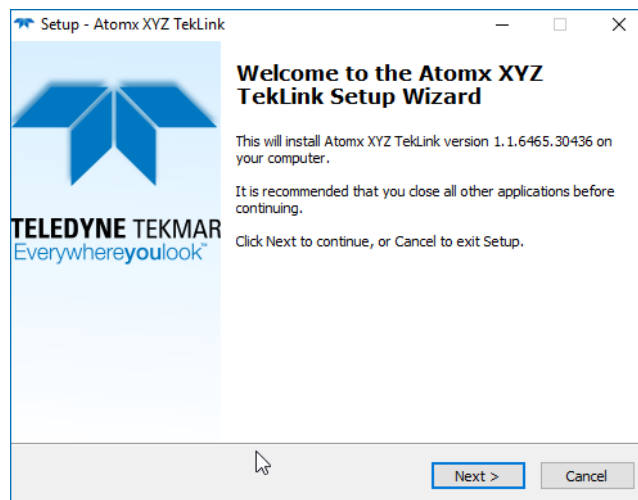 Setup - Atomx XYZ TekLink
Welcome to the Atomx XYZ
TekLink Setup Wizard
This will install Atomx XYZ TekLink version 1.1.6465.30436 on
your computer.
It is recommended that you close all other applications before
continuing.
Click Next to continue, or Cancel to exit Setup.
TELEDYNE TEKMAR
Everywhereyoulook™
Next >
Cancel